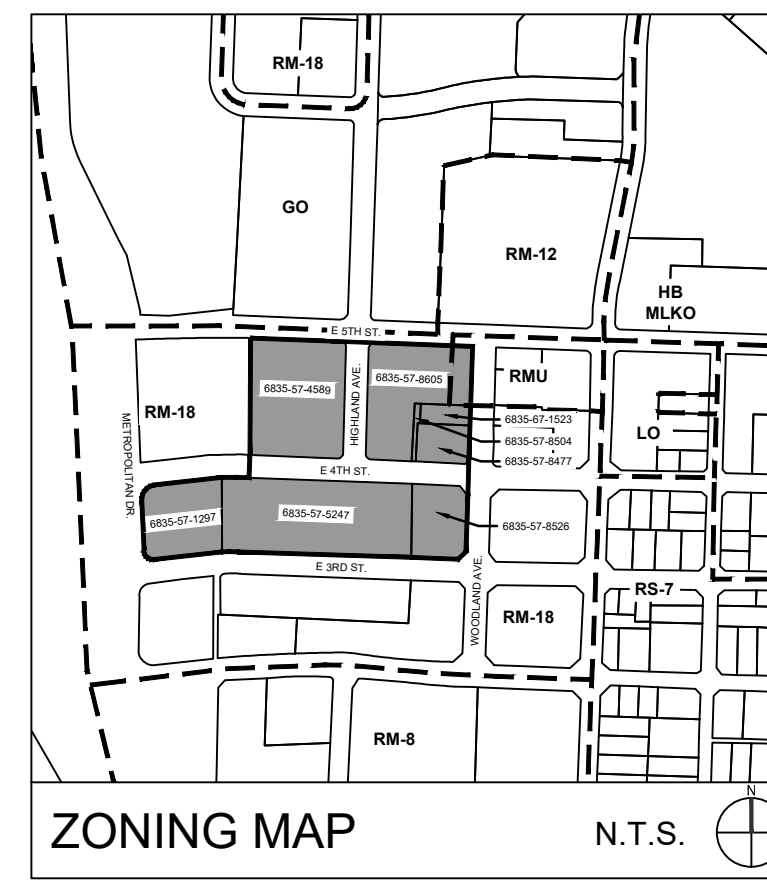 RM-18
GO
RM-12
HB
MLKO
E 5TH ST.
6835-57-4589
HIGHLAND AVE.
6835-57-8605
RMU
RM-18
METROPOLITAN DR.
6835-67-1523
6835-57-8504
6835-57-8477
LO
E 4TH ST.
6835-57-1297
6835-57-5247
6835-57-8526
E 3RD ST.
WOODLAND AVE.
RS-7
RM-18
RM-8
ZONING MAP
N.T.S.
N